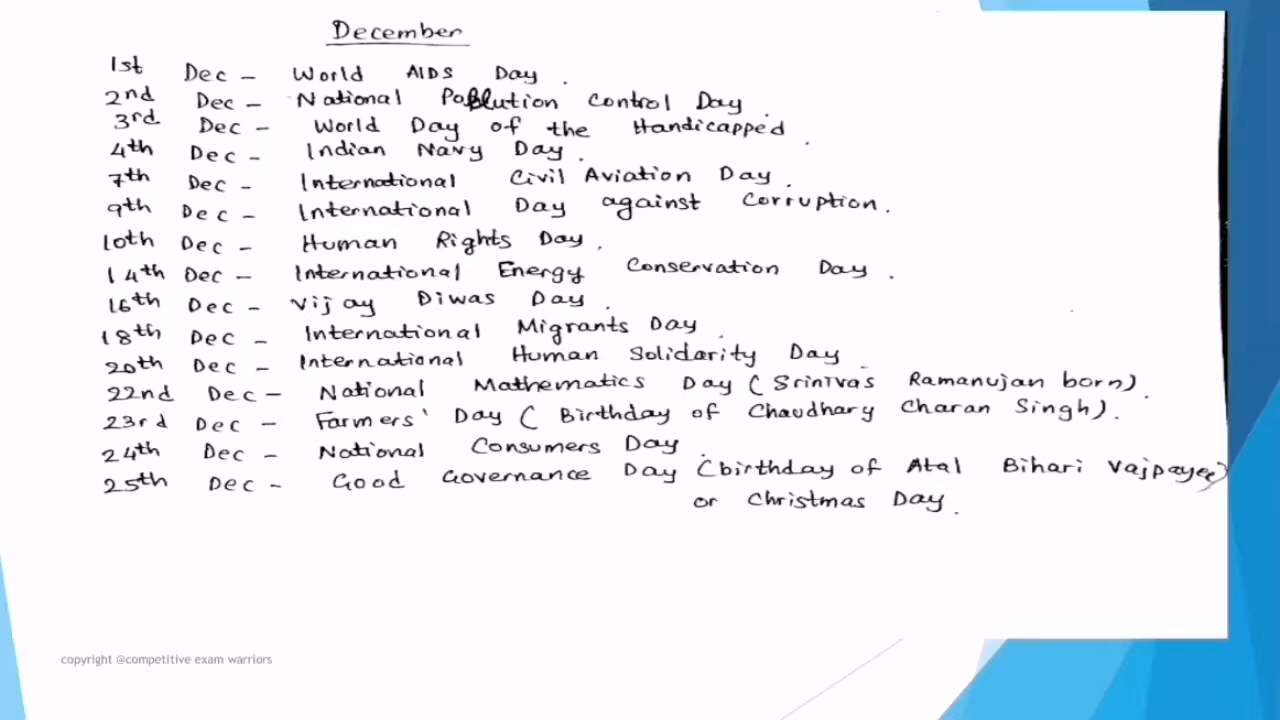 December
1st Dec - World AIDS Day.
2nd Dec - National Pollution Control Day.
3rd Dec - World Day of the Handicapped.
4th Dec - Indian Navy Day.
7th Dec - International Civil Aviation Day.
9th Dec - International Day against Corruption.
10th Dec - Human Rights Day.
14th Dec - International Energy Conservation Day.
16th Dec - Vijay Diwas Day.
18th Dec - International Migrants Day.
20th Dec - International Human Solidarity Day.
22nd Dec - National Mathematics Day (Srinivas Ramanujan born).
23rd Dec - Farmers' Day (Birthday of Chaudhary Charan Singh).
24th Dec - National Consumers Day.
25th Dec - Good Governance Day (birthday of Atal Bihari Vajpayee)
or Christmas Day.
copyright @competitive exam warriors